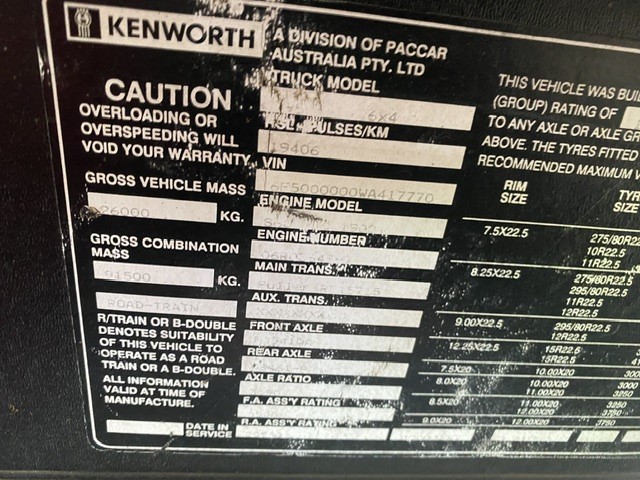 KENWORTH
A DIVISION OF PACCAR
AUSTRALIA PTY. LTD
TRUCK MODEL
6x4
CAUTION
OVERLOADING OR
OVERSPEEDING WILL
VOID YOUR WARRANTY
PULSES/KM
19406
VIN
6F5000000WA417770
GROSS VEHICLE MASS
26000 KG.
ENGINE MODEL
ENGINE NUMBER
GROSS COMBINATION
MASS
91500 KG.
MAIN TRANS.
ROAD-TRAIN
AUX. TRANS.
R/TRAIN OR B-DOUBLE
DENOTES SUITABILITY
OF THIS VEHICLE TO
OPERATE AS A ROAD
TRAIN OR A B-DOUBLE.
FRONT AXLE
REAR AXLE
ALL INFORMATION
VALID AT TIME OF
MANUFACTURE.
AXLE RATIO
F.A. ASS'Y RATING
DATE IN
SERVICE
R.A. ASS'Y RATING
THIS VEHICLE WAS BUIL
(GROUP) RATING OF
TO ANY AXLE OR AXLE GR
ABOVE. THE TYRES FITTED
RECOMMENDED MAXIMUM V
RIM
SIZE
TYR
SIZE
7.5X22.5 275/80R22
10R22.5
11R22.5
8.25X22.5 275/80R22.5
295/80R22.5
11R22.5
12R22.5
9.00X22.5 295/80R22.5
12R22.5
12.25X22.5 15R22.5
15R22.5
7.5X20 10.00X20 3000
8.0X20 10.00X20 3000
11.00X20 3250
8.5X20 11.00X20 3250
12.00X20 3750
9.0X20 12.00X20 3750